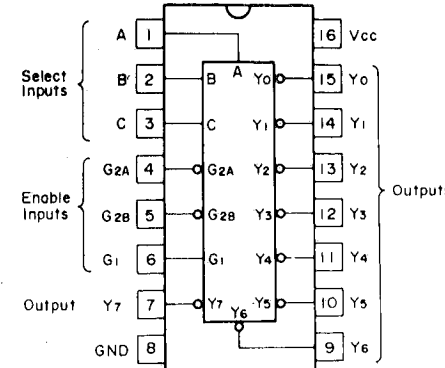 A 1 A 16 Vcc
Select Inputs B' 2 B Y0 15 Y0
C 3 C Y1 14 Y1
G2A 4 G2A Y2 13 Y2
Enable Inputs G2B 5 G2B Y3 12 Y3 Output
G1 6 G1 Y4 11 Y4
Output Y7 7 Y7 Y6 Y5 10 Y5
GND 8 9 Y6